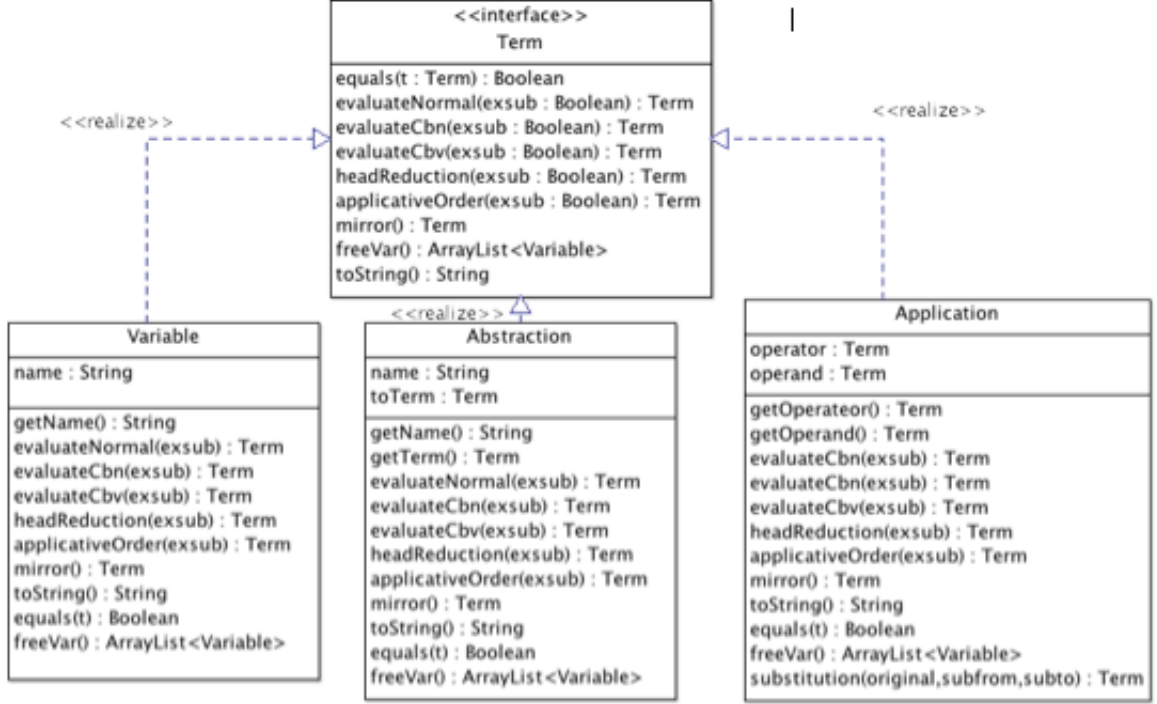 <<interface>>
Term
equals(t : Term) : Boolean
evaluateNormal(exsub : Boolean) : Term
evaluateCbn(exsub : Boolean) : Term
evaluateCbv(exsub : Boolean) : Term
headReduction(exsub : Boolean) : Term
applicativeOrder(exsub : Boolean) : Term
mirror() : Term
freeVar() : ArrayList<Variable>
toString() : String
<<realize>>
<<realize>>
<<realize>>
Variable
name : String
getName() : String
evaluateNormal(exsub) : Term
evaluateCbn(exsub) : Term
evaluateCbv(exsub) : Term
headReduction(exsub) : Term
applicativeOrder(exsub) : Term
mirror() : Term
toString() : String
equals(t) : Boolean
freeVar() : ArrayList<Variable>
Abstraction
name : String
toTerm : Term
getName() : String
getTerm() : Term
evaluateNormal(exsub) : Term
evaluateCbn(exsub) : Term
evaluateCbv(exsub) : Term
headReduction(exsub) : Term
applicativeOrder(exsub) : Term
mirror() : Term
toString() : String
equals(t) : Boolean
freeVar() : ArrayList<Variable>
Application
operator : Term
operand : Term
getOperateor() : Term
getOperand() : Term
evaluateCbn(exsub) : Term
evaluateCbn(exsub) : Term
evaluateCbv(exsub) : Term
headReduction(exsub) : Term
applicativeOrder(exsub) : Term
mirror() : Term
toString() : String
equals(t) : Boolean
freeVar() : ArrayList<Variable>
substitution(original,subfrom,subto) : Term